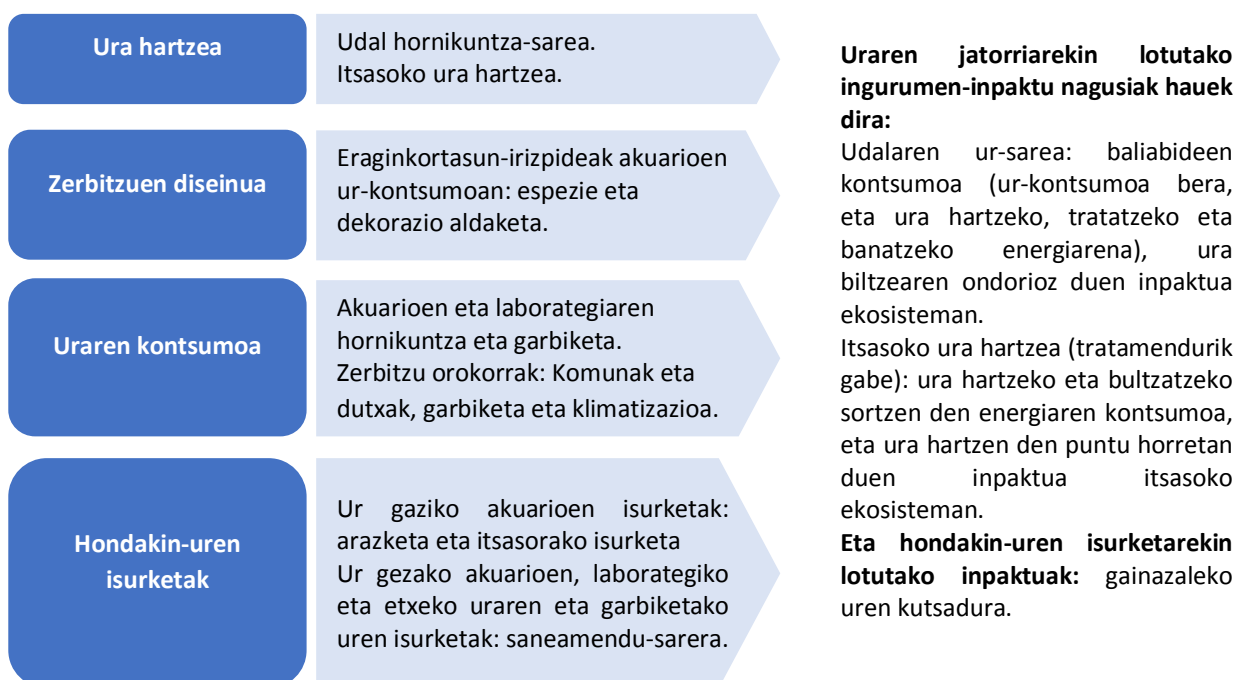 Ura hartzea
Udal hornikuntza-sarea.
Itsasoko ura hartzea.
Zerbitzuen diseinua
Eraginkortasun-irizpideak akuarioen
ur-kontsumoan: espezie eta
dekorazio aldaketa.
Uraren kontsumoa
Akuarioen eta laborategiaren
hornikuntza eta garbiketa.
Zerbitzu orokorrak: Komunak eta
dutxak, garbiketa eta klimatizazioa.
Hondakin-uren
isurketak
Ur gaziko akuarioen isurketak:
arazketa eta itsasorako isurketa
Ur gezako akuarioen, laborategiko
eta etxeko uraren eta garbiketako
uren isurketak: saneamendu-sarera.
Uraren jatorriarekin lotutako
ingurumen-inpaktu nagusiak hauek
dira:
Udalaren ur-sarea: baliabideen
kontsumoa (ur-kontsumoa bera,
eta ura hartzeko, tratatzeko eta
banatzeko energiarena), ura
biltzearen ondorioz duen inpaktua
ekosisteman.
Itsasoko ura hartzea (tratamendurik
gabe): ura hartzeko eta bultzatzeko
sortzen den energiaren kontsumoa,
eta ura hartzen den puntu horretan
duen inpaktua itsasoko
ekosisteman.
Eta hondakin-uren isurketarekin
lotutako inpaktuak: gainazaleko
uren kutsadura.